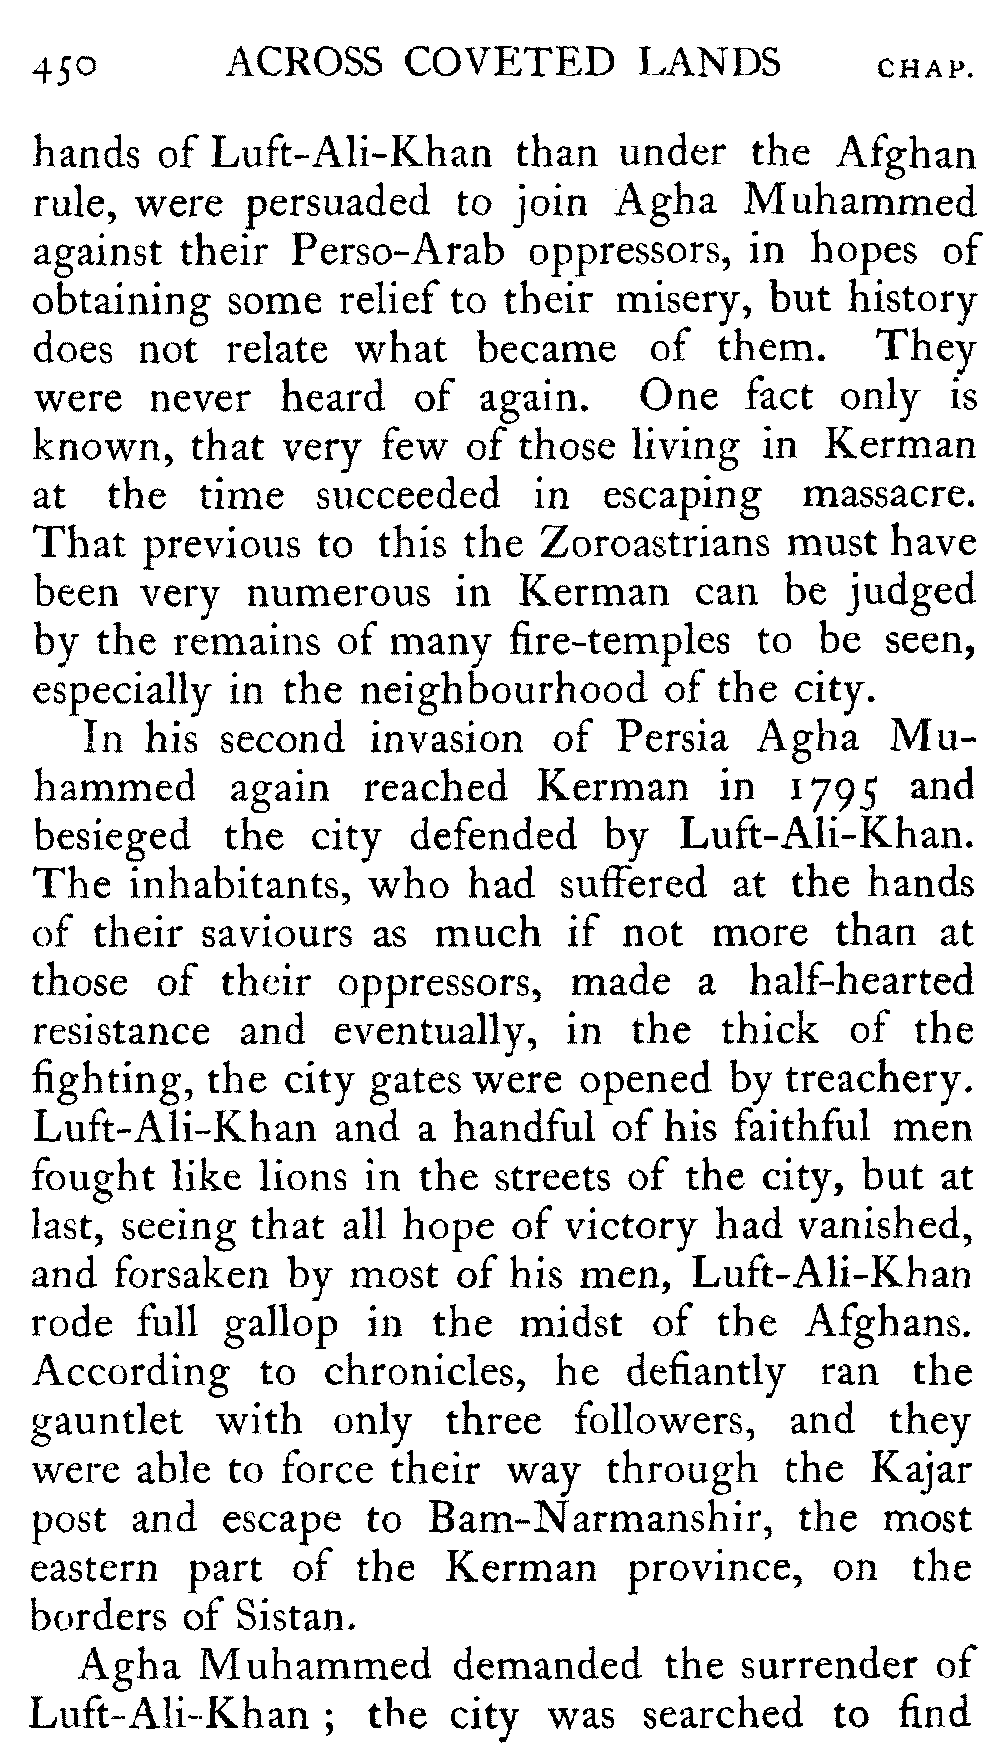 450 ACROSS COVETED LANDS CHAP.
hands of Luft-Ali-Khan than under the Afghan
rule, were persuaded to join Agha Muhammed
against their Perso-Arab oppressors, in hopes of
obtaining some relief to their misery, but history
does not relate what became of them. They
were never heard of again. One fact only is
known, that very few of those living in Kerman
at the time succeeded in escaping massacre.
That previous to this the Zoroastrians must have
been very numerous in Kerman can be judged
by the remains of many fire-temples to be seen,
especially in the neighbourhood of the city.
In his second invasion of Persia Agha Mu-
hammed again reached Kerman in 1795 and
besieged the city defended by Luft-Ali-Khan.
The inhabitants, who had suffered at the hands
of their saviours as much if not more than at
those of their oppressors, made a half-hearted
resistance and eventually, in the thick of the
fighting, the city gates were opened by treachery.
Luft-Ali-Khan and a handful of his faithful men
fought like lions in the streets of the city, but at
last, seeing that all hope of victory had vanished,
and forsaken by most of his men, Luft-Ali-Khan
rode full gallop in the midst of the Afghans.
According to chronicles, he defiantly ran the
gauntlet with only three followers, and they
were able to force their way through the Kajar
post and escape to Bam-Narmanshir, the most
eastern part of the Kerman province, on the
borders of Sistan.
Agha Muhammed demanded the surrender of
Luft-Ali-Khan ; the city was searched to find